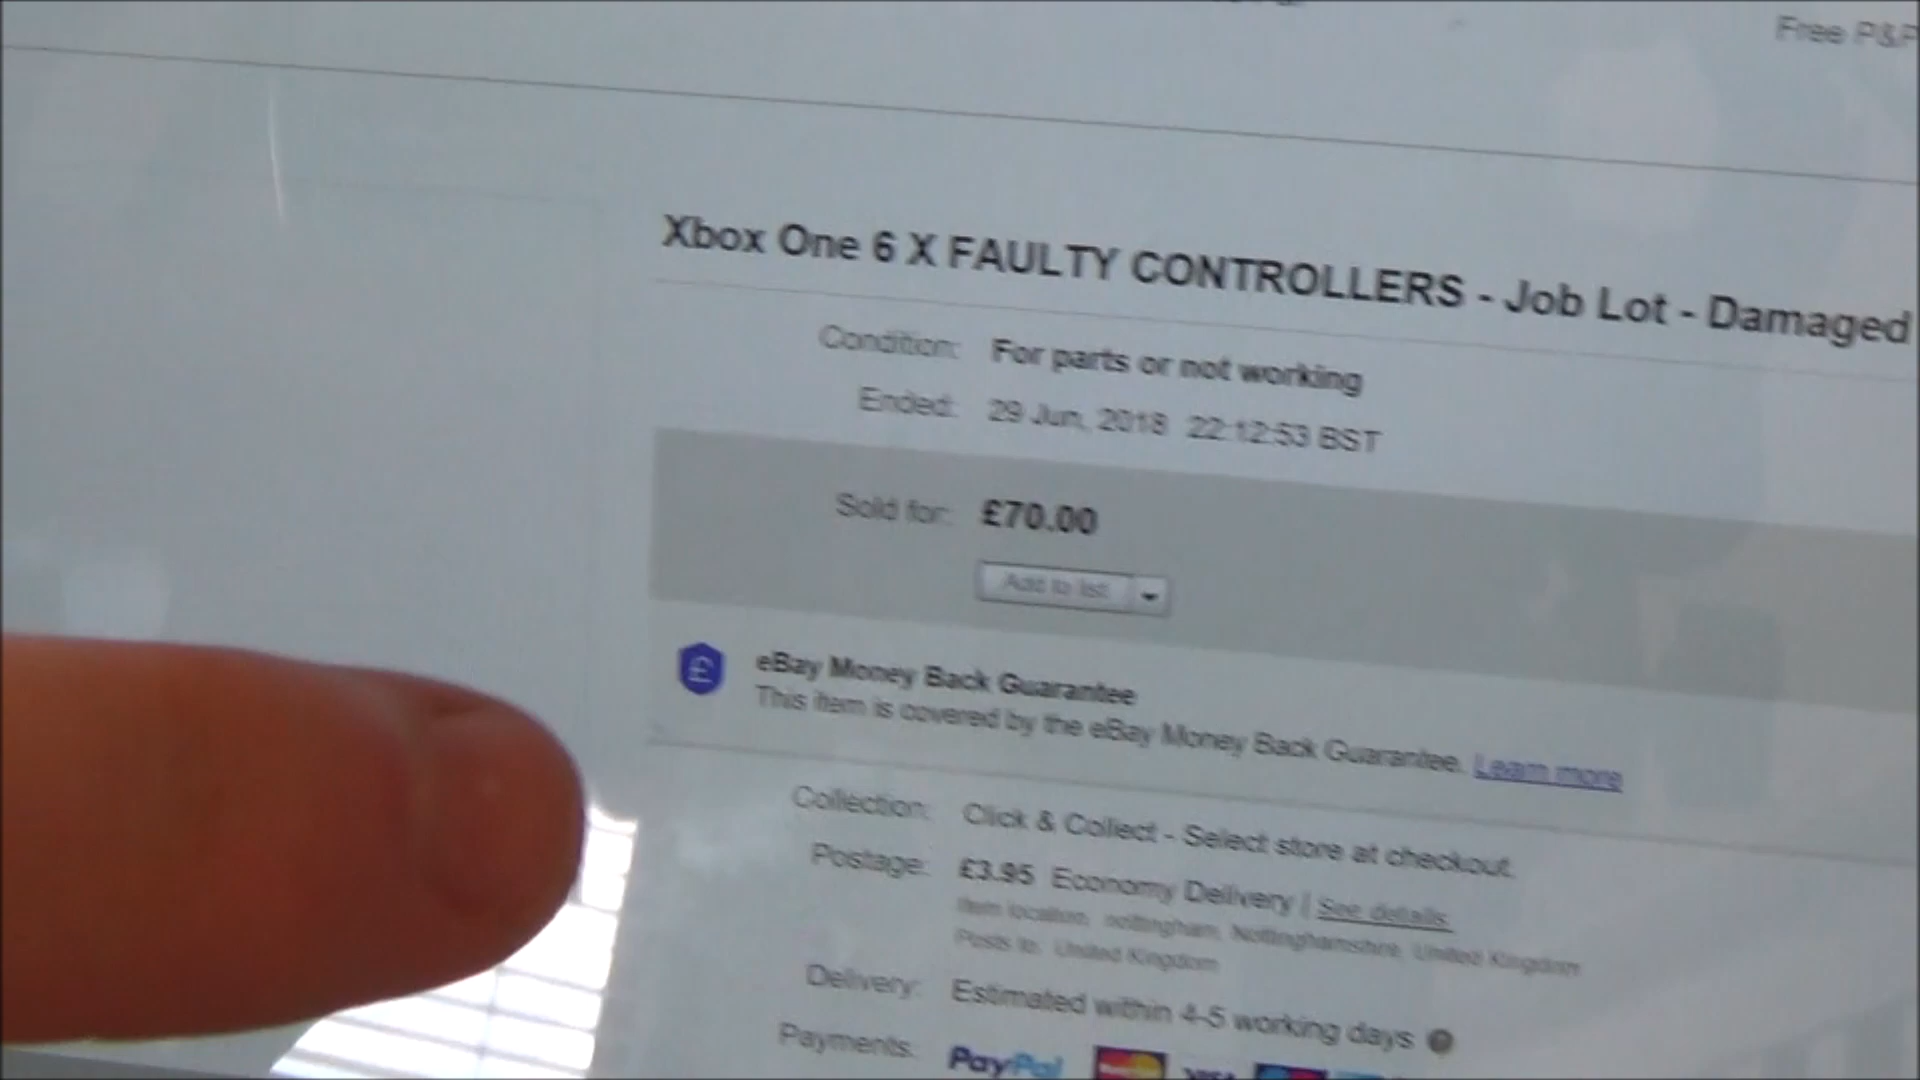 Free P&P
Xbox One 6 X FAULTY CONTROLLERS - Job Lot - Damaged
Condition: For parts or not working
Ended: 29 Jun, 2018 22:12:53 BST
Sold for: £70.00
Add to list
eBay Money Back Guarantee
This item is covered by the eBay Money Back Guarantee. Learn more
Collection: Click & Collect - Select store at checkout.
Postage: £3.95 Economy Delivery | See details
Item location: nottingham, Nottinghamshire, United Kingdom
Posts to: United Kingdom
Delivery: Estimated within 4-5 working days
Payments: PayPal VISA